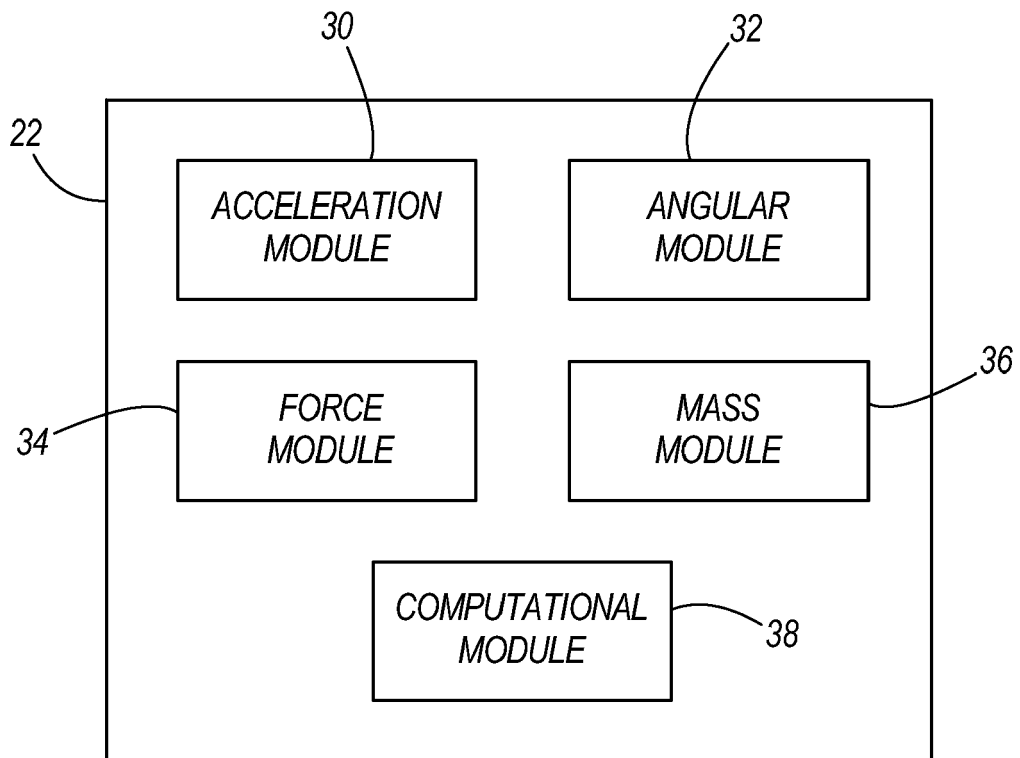 30
32
22
ACCELERATION
MODULE
ANGULAR
MODULE
34
FORCE
MODULE
MASS
MODULE
36
COMPUTATIONAL
MODULE
38